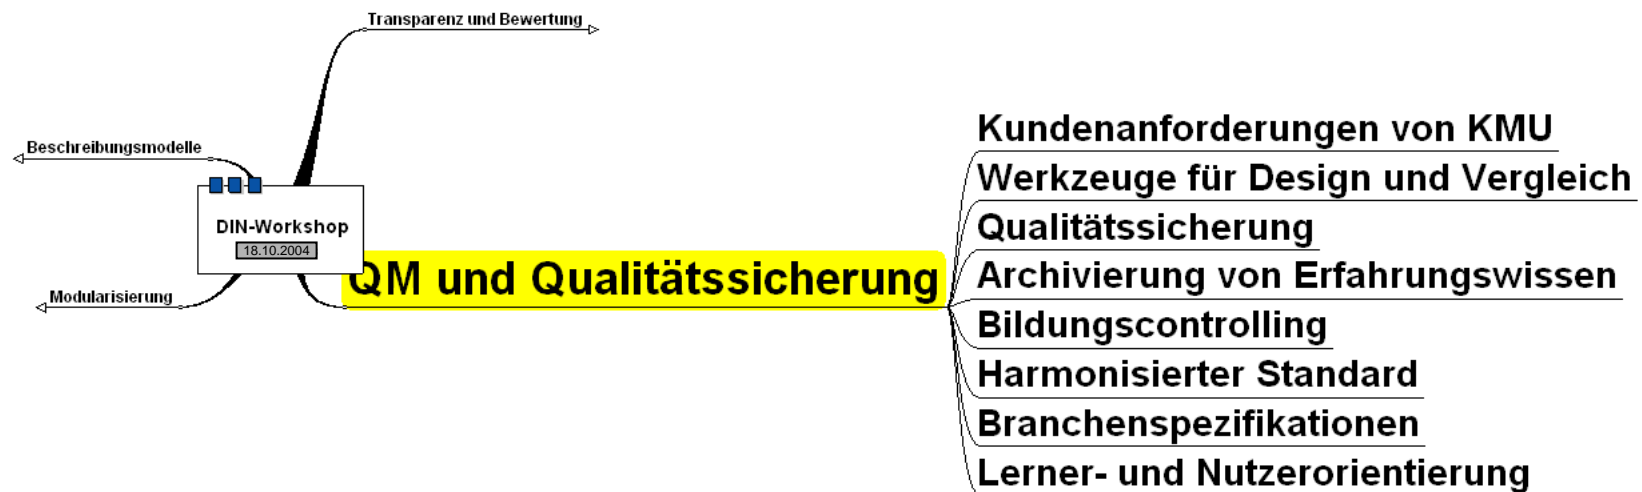 Transparenz und Bewertung
Beschreibungsmodelle
DIN-Workshop
18.10.2004
Modularisierung
QM und Qualitätssicherung
Kundenanforderungen von KMU
Werkzeuge für Design und Vergleich
Qualitätssicherung
Archivierung von Erfahrungswissen
Bildungscontrolling
Harmonisierter Standard
Branchenspezifikationen
Lerner- und Nutzerorientierung